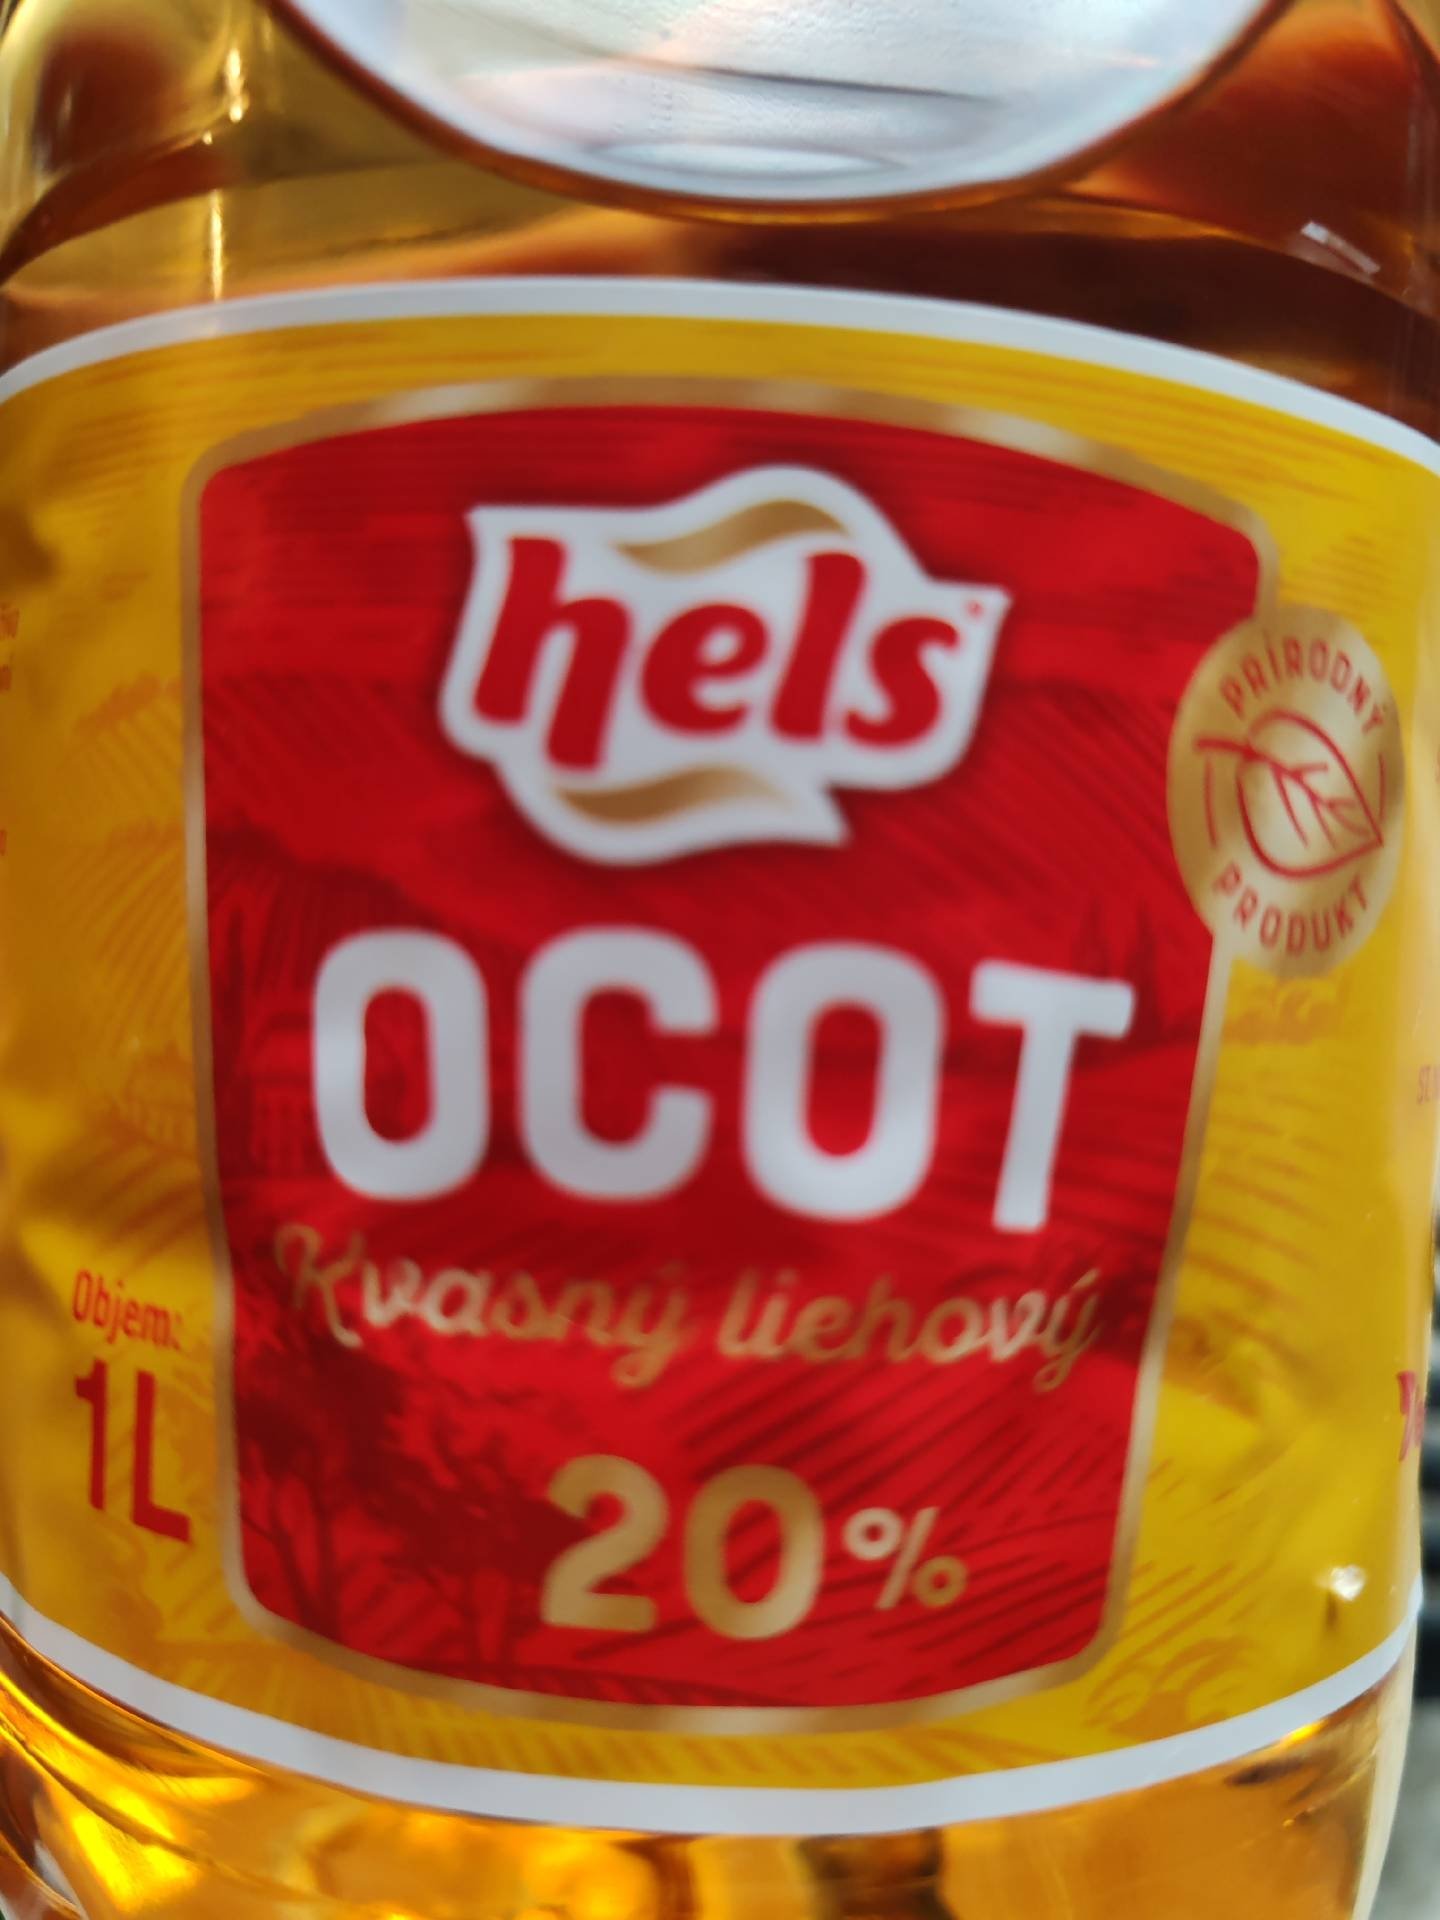 hels
PRÍRODNÝ
PRODUKT
OCOT
Kvasný liehový
Objem:
1L
20%